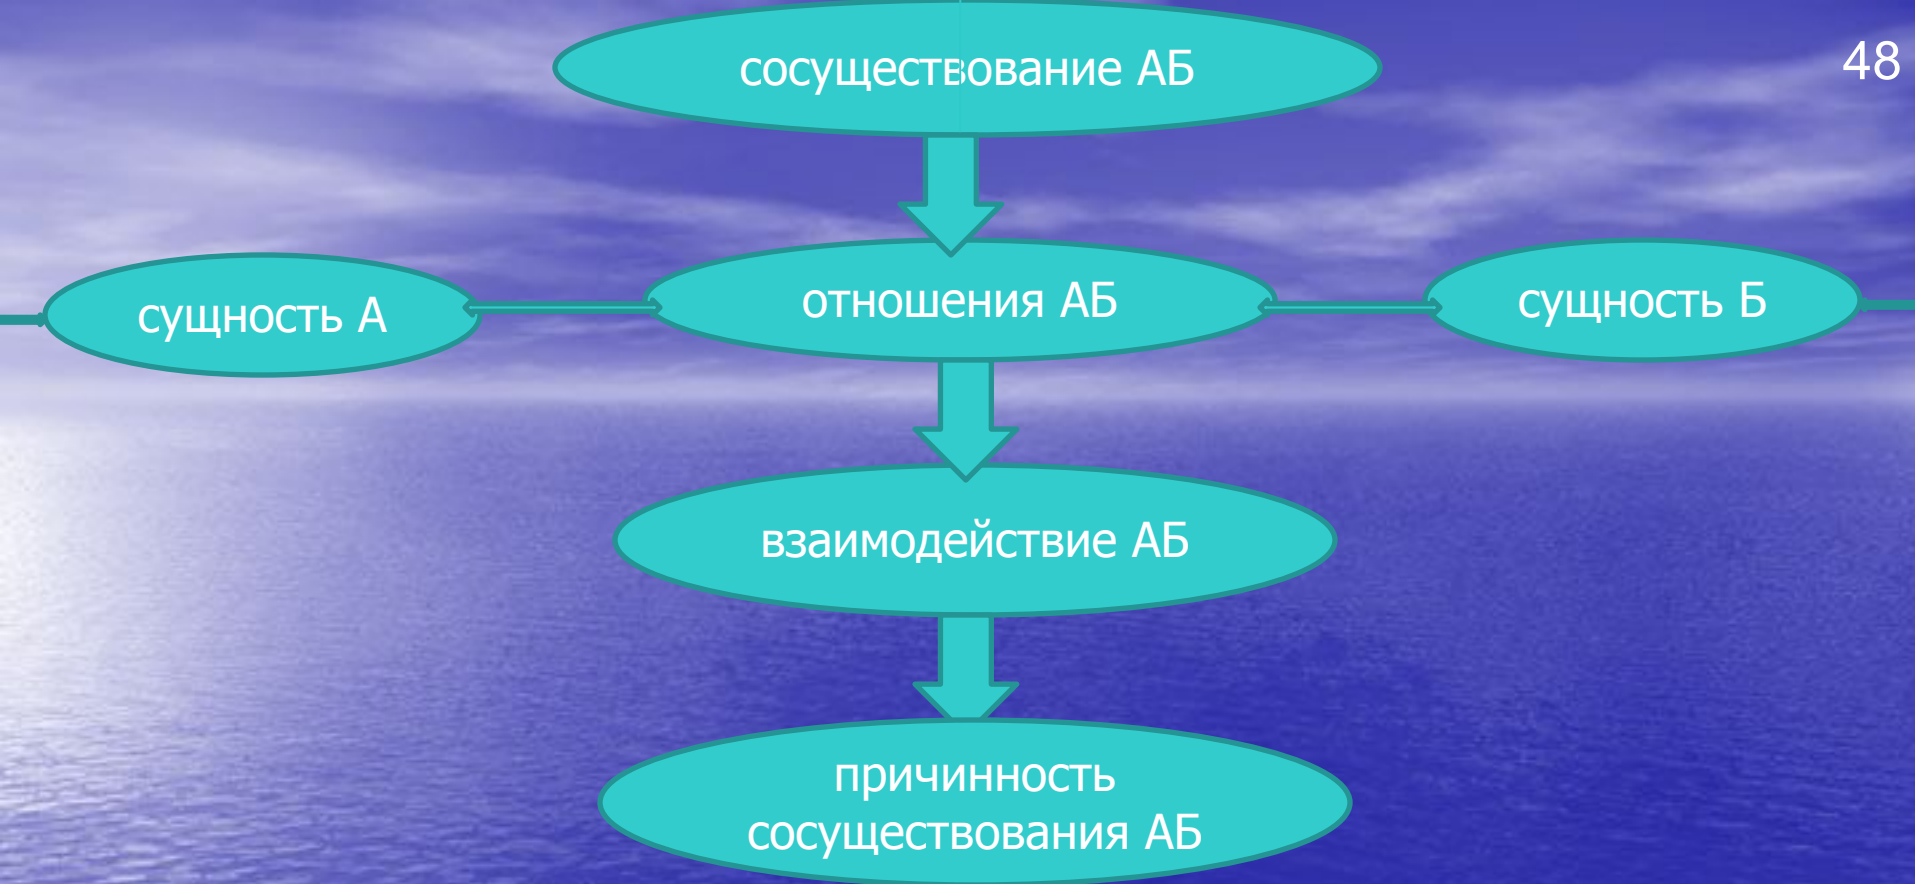 сосуществование АБ
48
сущность А
отношения АБ
сущность Б
взаимодействие АБ
причинность
сосуществования АБ